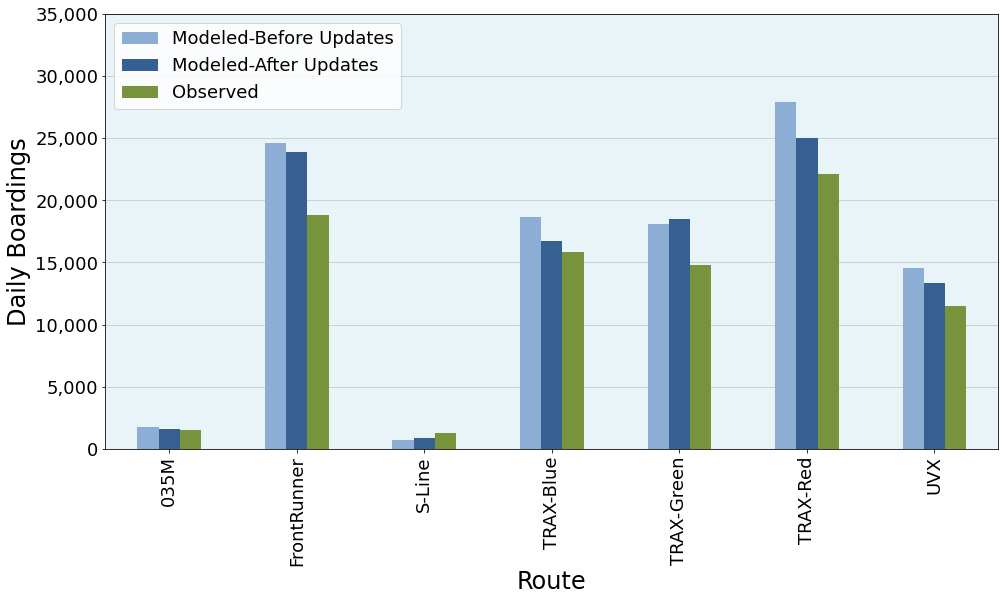 35,000
30,000
25,000
20,000
15,000
10,000
5,000
0
Daily Boardings
Modeled-Before Updates
Modeled-After Updates
Observed
035M
FrontRunner
S-Line
TRAX-Blue
TRAX-Green
TRAX-Red
UVX
Route